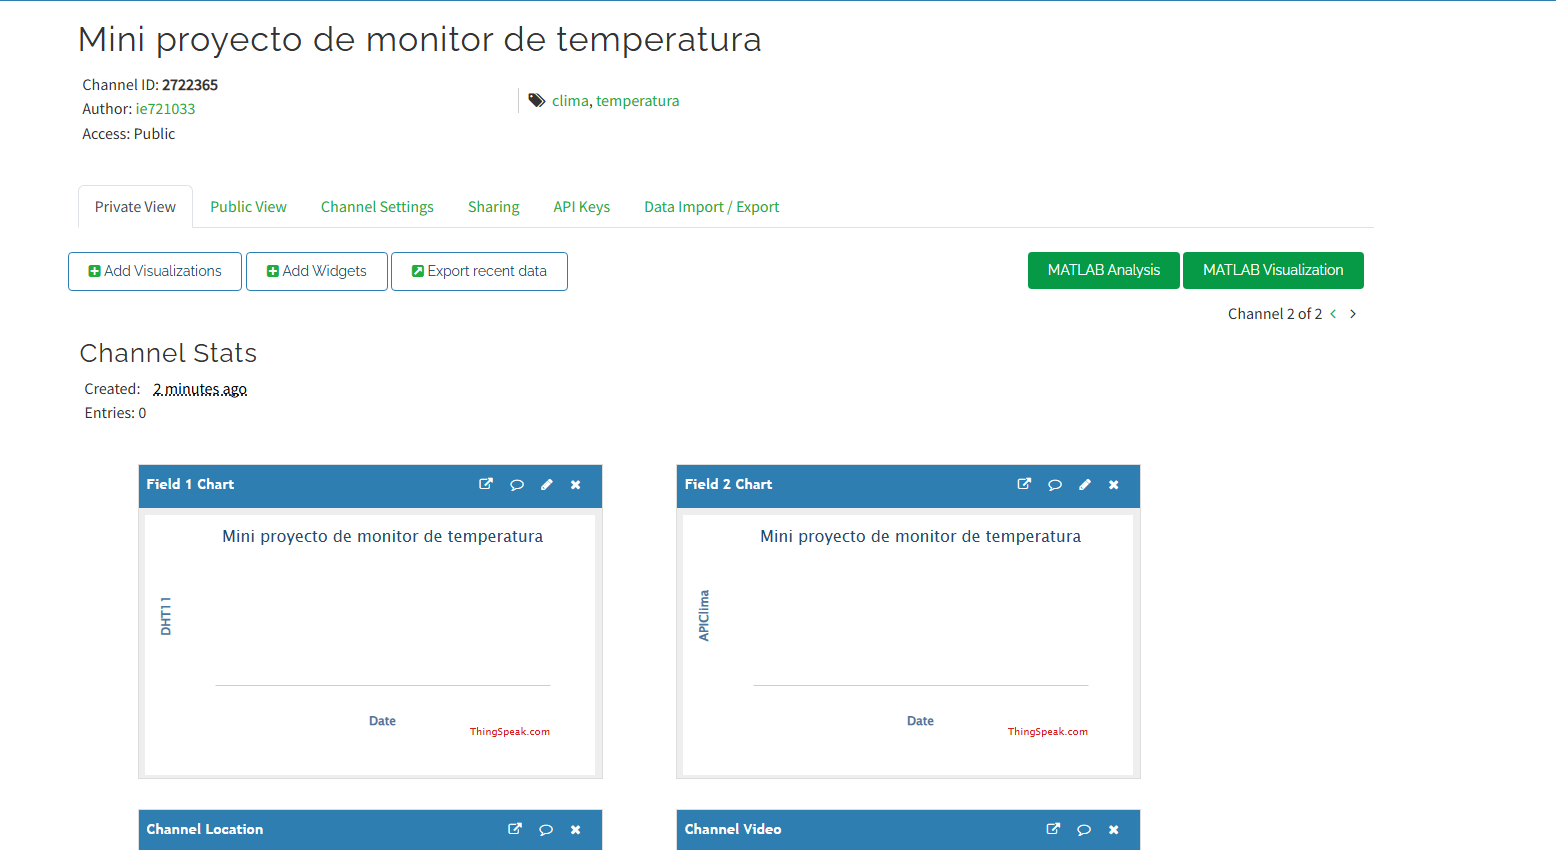 Mini proyecto de monitor de temperatura
Channel ID: 2722365
Author: ie721033
Access: Public
clima, temperatura
Private View
Public View
Channel Settings
Sharing
API Keys
Data Import / Export
Add Visualizations
Add Widgets
Export recent data
MATLAB Analysis
MATLAB Visualization
Channel 2 of 2
Channel Stats
Created: 2 minutes ago
Entries: 0
Field 1 Chart
Mini proyecto de monitor de temperatura
DHT11
Date
ThingSpeak.com
Field 2 Chart
Mini proyecto de monitor de temperatura
APIClima
Date
ThingSpeak.com
Channel Location
Channel Video